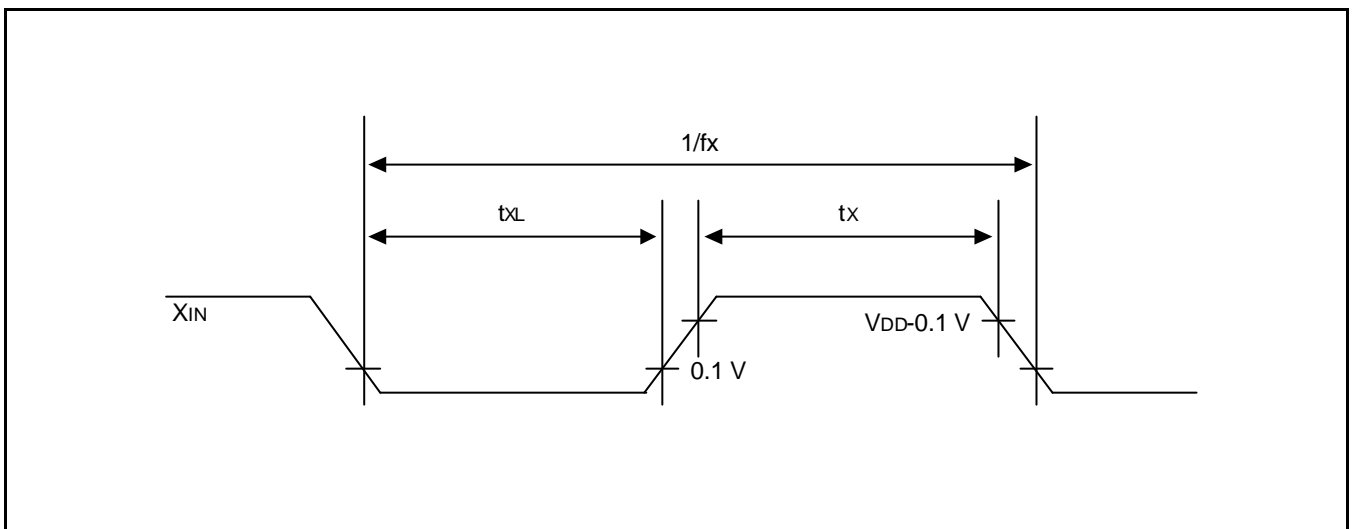 1/fx
tXL
tX
XIN
VDD-0.1 V
0.1 V